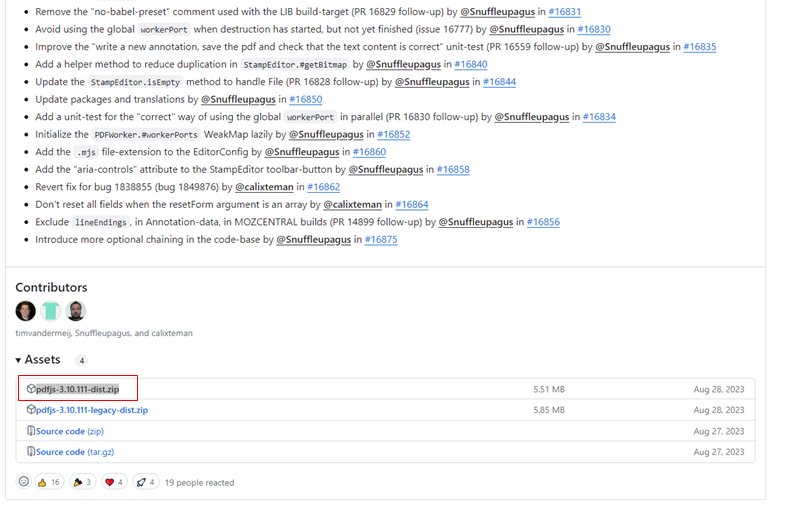 Remove the "no-babel-preset" comment used with the LIB build-target (PR 16829 follow-up) by @Snuffleupagus in #16831
Avoid using the global workerPort when destruction has started, but not yet finished (issue 16777) by @Snuffleupagus in #16830
Improve the "write a new annotation, save the pdf and check that the text content is correct" unit-test (PR 16559 follow-up) by @Snuffleupagus in #16835
Add a helper method to reduce duplication in StampEditor.#getBitmap by @Snuffleupagus in #16840
Update the StampEditor.isEmpty method to handle File (PR 16828 follow-up) by @Snuffleupagus in #16844
Update packages and translations by @Snuffleupagus in #16850
Add a unit-test for the "correct" way of using the global workerPort in parallel (PR 16830 follow-up) by @Snuffleupagus in #16834
Initialize the PDFWorker.#workerPorts WeakMap lazily by @Snuffleupagus in #16852
Add the .mjs file-extension to the EditorConfig by @Snuffleupagus in #16860
Add the "aria-controls" attribute to the StampEditor toolbar-button by @Snuffleupagus in #16858
Revert fix for bug 1838855 (bug 1849876) by @calixteman in #16862
Don't reset all fields when the resetForm argument is an array by @calixteman in #16864
Exclude lineEndings, in Annotation-data, in MOZCENTRAL builds (PR 14899 follow-up) by @Snuffleupagus in #16856
Introduce more optional chaining in the code-base by @Snuffleupagus in #16875
Contributors
timvandermeij, Snuffleupagus, and calixteman
Assets 4
pdfjs-3.10.111-dist.zip 5.51 MB Aug 28, 2023
pdfjs-3.10.111-legacy-dist.zip 5.85 MB Aug 28, 2023
Source code (zip) Aug 27, 2023
Source code (tar.gz) Aug 27, 2023
16 3 4 4 19 people reacted